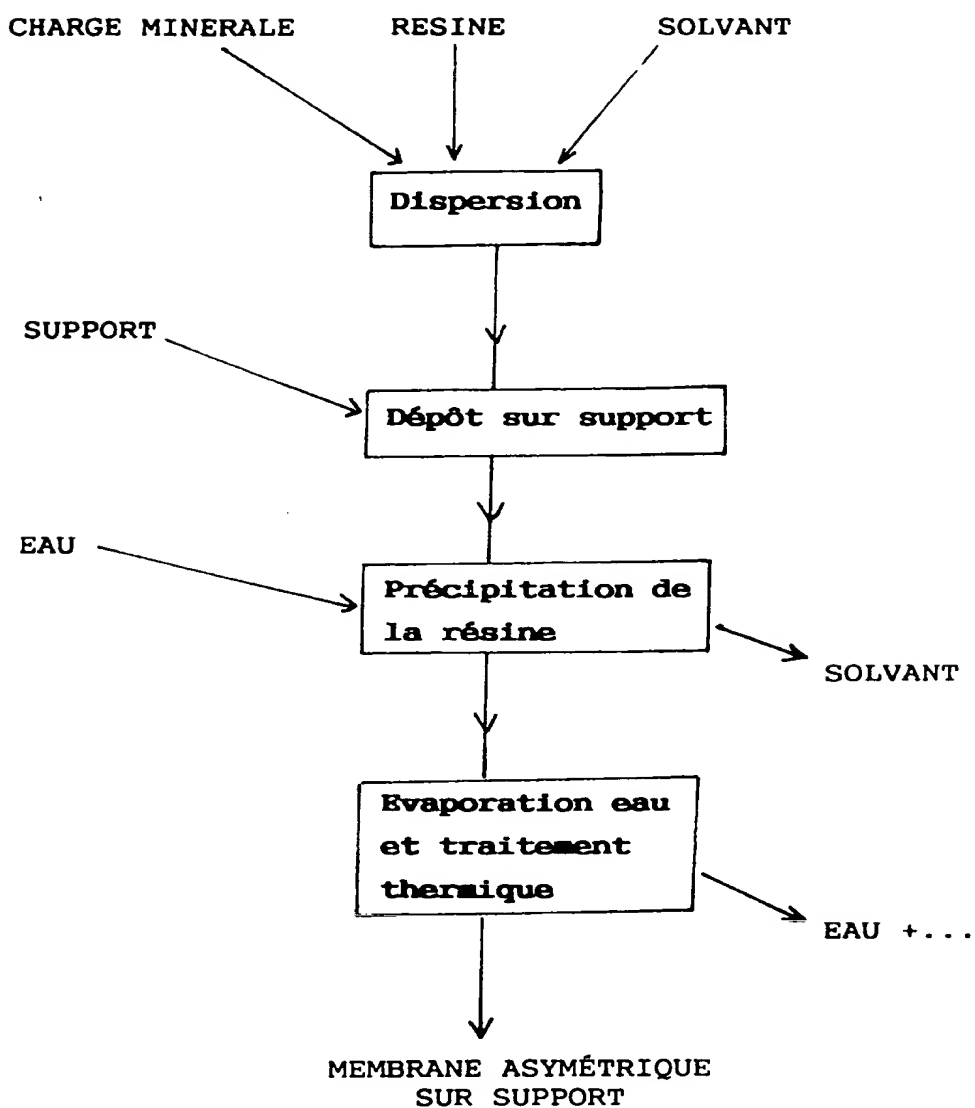 CHARGE MINERALE RESINE SOLVANT
Dispersion
SUPPORT
Dépôt sur support
EAU
Précipitation de
la résine
SOLVANT
Evaporation eau
et traitement
thermique
EAU +...
MEMBRANE ASYMÉTRIQUE
SUR SUPPORT